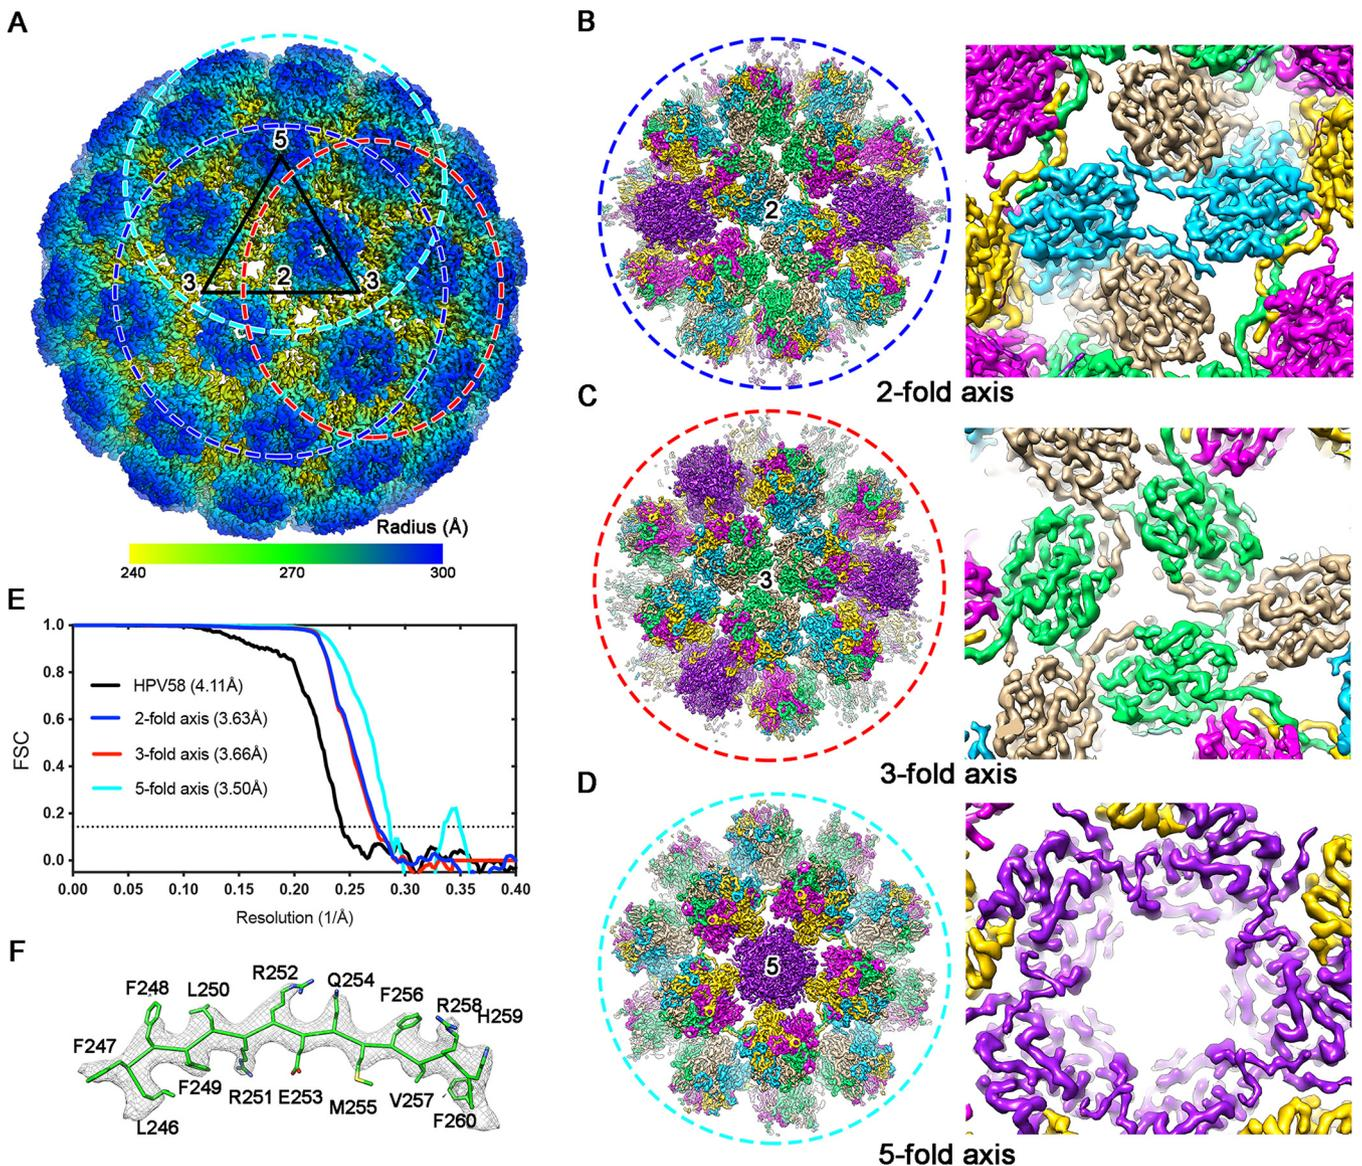 A
5
3
2
3
Radius (Å)
240
270
300
B
2
2-fold axis
C
3
3-fold axis
D
5
5-fold axis
E
1.0
0.8
0.6
0.4
0.2
0.0
FSC
HPV58 (4.11Å)
2-fold axis (3.63Å)
3-fold axis (3.66Å)
5-fold axis (3.50Å)
0.00 0.05 0.10 0.15 0.20 0.25 0.30 0.35 0.40
Resolution (1/Å)
F
R252
Q254
F248
L250
F256
R258
H259
F247
F249
R251
E253
M255
V257
F260
L246